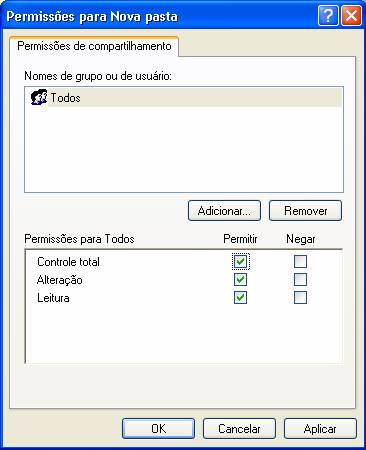 Permissões para Nova pasta
Permissões de compartilhamento
Nomes de grupo ou de usuário:
Todos
Adicionar... Remover
Permissões para Todos Permitir Negar
Controle total
Alteração
Leitura
OK Cancelar Aplicar